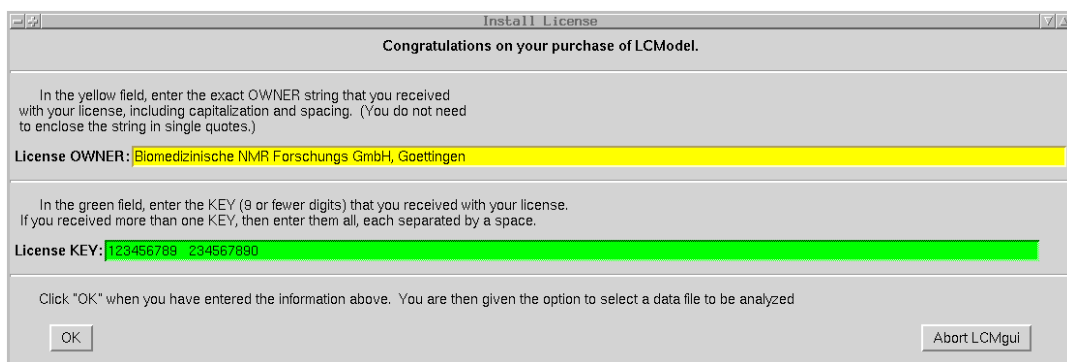 Install License
Congratulations on your purchase of LCModel.
In the yellow field, enter the exact OWNER string that you received
with your license, including capitalization and spacing. (You do not need
to enclose the string in single quotes.)
License OWNER: Biomedizinische NMR Forschungs GmbH, Goettingen
In the green field, enter the KEY (9 or fewer digits) that you received with your license.
If you received more than one KEY, then enter them all, each separated by a space.
License KEY: 123456789 234567890
Click "OK" when you have entered the information above. You are then given the option to select a data file to be analyzed
OK Abort LCMgui